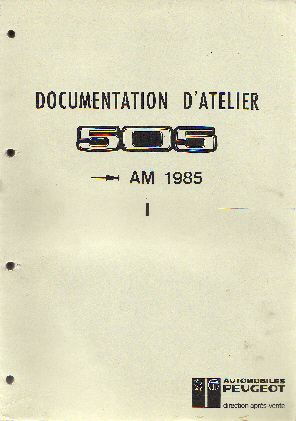 DOCUMENTATION D'ATELIER
505
AM 1985
I
AUTOMOBILES
PEUGEOT
direction après-vente